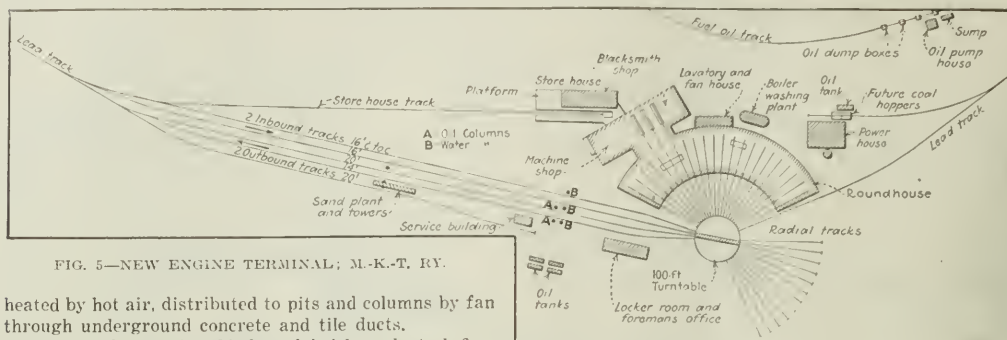 Lead track
Fuel oil track
Sump
Oil dump boxes
Oil pump
house
Blacksmith
shop
Store house
Platform
Lavatory and
fan house
Boiler
washing
plant
Oil
tank
Future coal
hoppers
Store house track
2 Inbound tracks 16'c.toc.
2 Outbound tracks 20'
A Oil Columns
B Water "
Machine
shop
Power
house
Lead track
Sand plant
and towers
A
B
A B
A B
Roundhouse
Service building
Radial tracks
Oil
tanks
100-ft
Turntable
Locker room and
foremans office
FIG. 5—NEW ENGINE TERMINAL; M.-K.-T. RY.
heated by hot air, distributed to pits and columns by fan
through underground concrete and tile ducts.